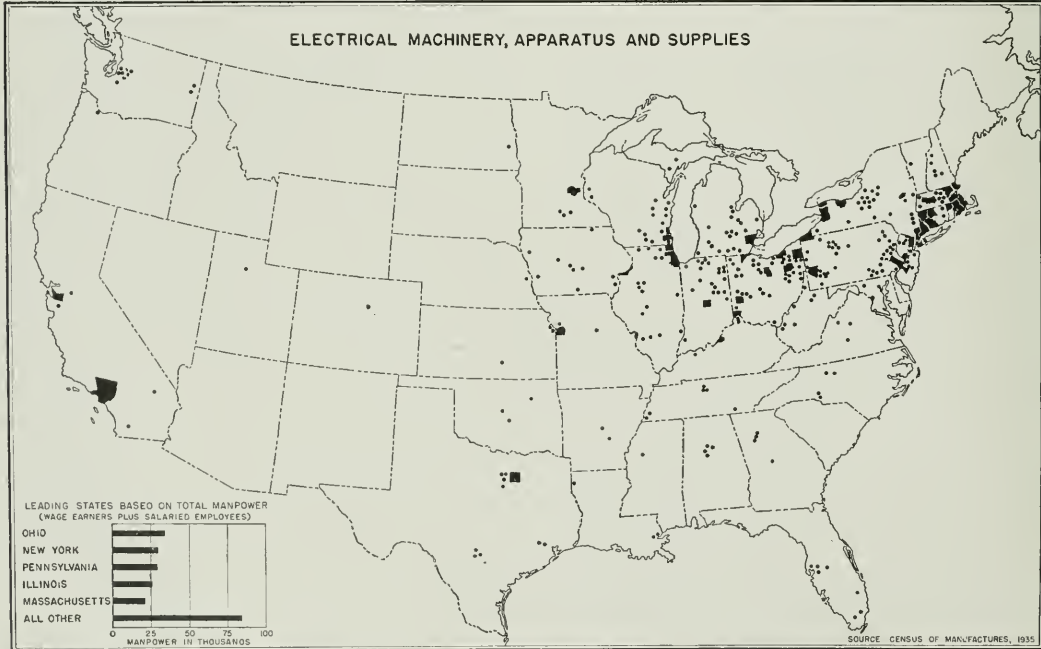 ELECTRICAL MACHINERY, APPARATUS AND SUPPLIES
LEADING STATES BASED ON TOTAL MANPOWER
(WAGE EARNERS PLUS SALARIED EMPLOYEES)
OHIO
NEW YORK
PENNSYLVANIA
ILLINOIS
MASSACHUSETTS
ALL OTHER
0 25 50 75 100
MANPOWER IN THOUSANDS
SOURCE CENSUS OF MANUFACTURES, 1935